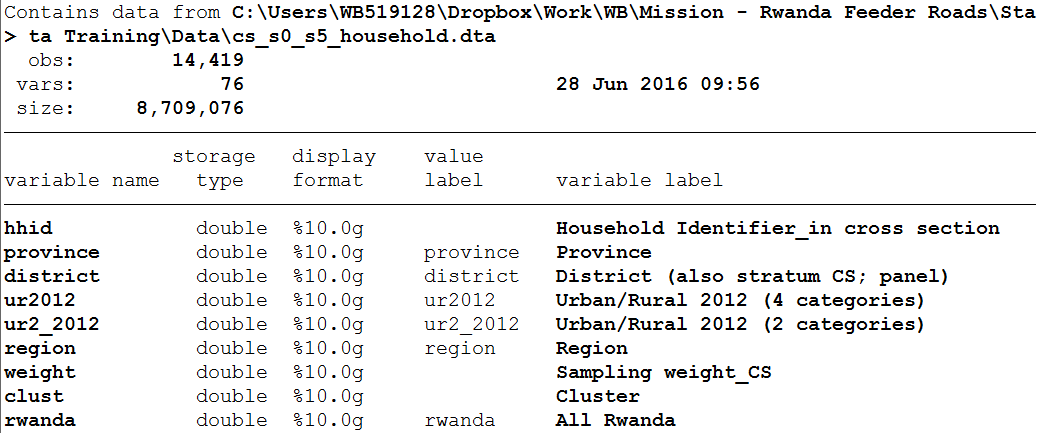 Contains data from C:\Users\WB519128\Dropbox\Work\WB\Mission - Rwanda Feeder Roads\Sta
> ta Training\Data\cs_s0_s5_household.dta
obs: 14,419
vars: 76 28 Jun 2016 09:56
size: 8,709,076
storage display value
variable name type format label variable label
hhid double %10.0g Household Identifier_in cross section
province double %10.0g province Province
district double %10.0g district District (also stratum CS; panel)
ur2012 double %10.0g ur2012 Urban/Rural 2012 (4 categories)
ur2_2012 double %10.0g ur2_2012 Urban/Rural 2012 (2 categories)
region double %10.0g region Region
weight double %10.0g Sampling weight_CS
clust double %10.0g Cluster
rwanda double %10.0g rwanda All Rwanda